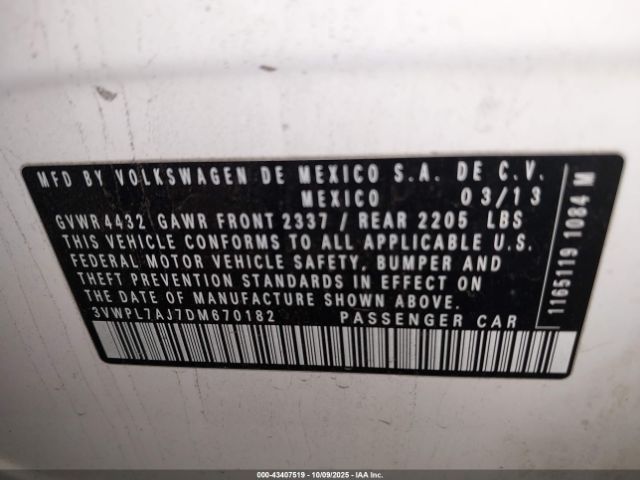 MFD BY VOLKSWAGEN DE MEXICO S.A. DE C.V.
MEXICO 03/13
GVWR 4432 GAWR FRONT 2337 / REAR 2205 LBS
THIS VEHICLE CONFORMS TO ALL APPLICABLE U.S.
FEDERAL MOTOR VEHICLE SAFETY, BUMPER AND
THEFT PREVENTION STANDARDS IN EFFECT ON
THE DATE OF MANUFACTURE SHOWN ABOVE.
3VWPL7AJ7DM670182 PASSENGER CAR
1165119 1084 M
000-43407519 - 10/09/2025 - IAAI.COM